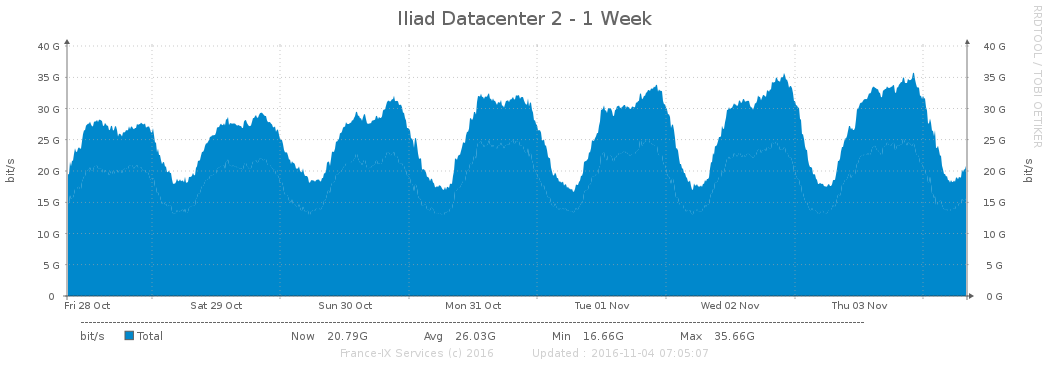 Iliad Datacenter 2 - 1 Week
RRDTOOL / TOBI OETIKER
40 G 40 G
35 G 35 G
30 G 30 G
25 G 25 G
20 G 20 G
15 G 15 G
10 G 10 G
5 G 5 G
0 0 G
bit/s
bit/s
Fri 28 Oct Sat 29 Oct Sun 30 Oct Mon 31 Oct Tue 01 Nov Wed 02 Nov Thu 03 Nov
bit/s Total Now 20.79G Avg 26.03G Min 16.66G Max 35.66G
France-IX Services (c) 2016 Updated : 2016-11-04 07:05:07